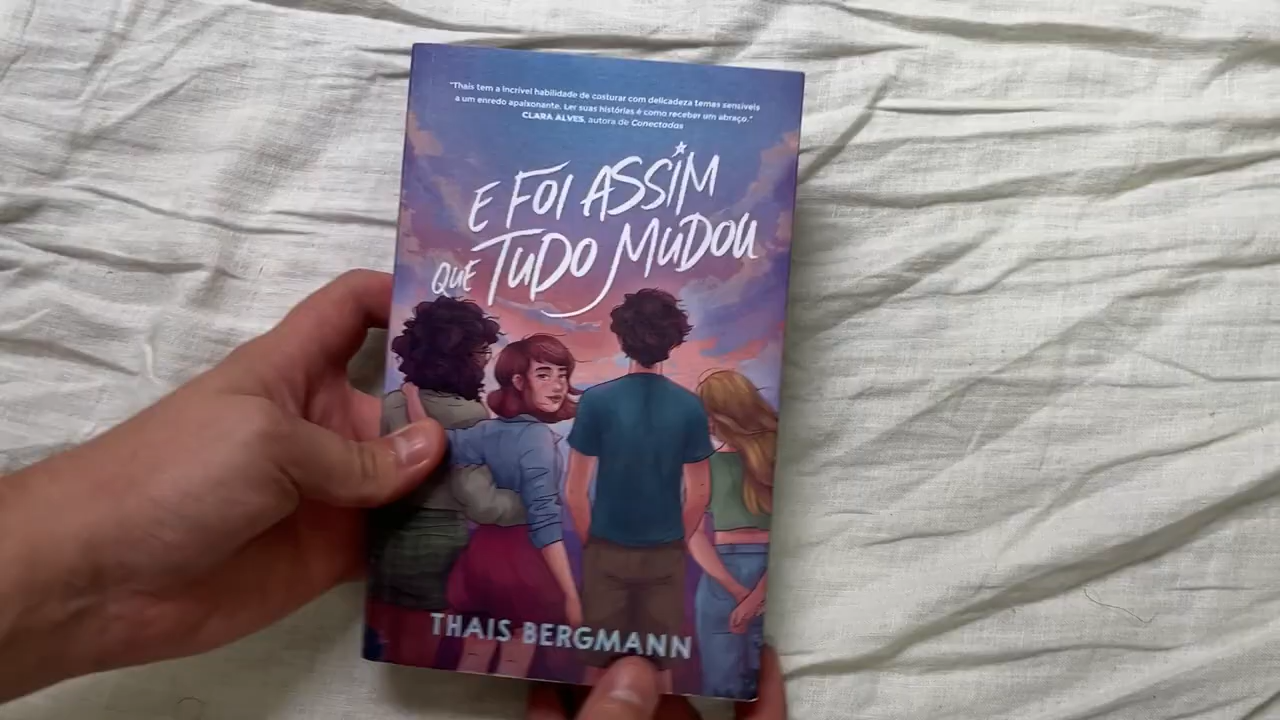 "Thais tem a incrível habilidade de costurar com delicadeza temas sensíveis
a um enredo apaixonante. Ler suas histórias é como receber um abraço."
CLARA ALVES, autora de Conectadas
E FOI ASSIM
QUE TUDO MUDOU
THAIS BERGMANN